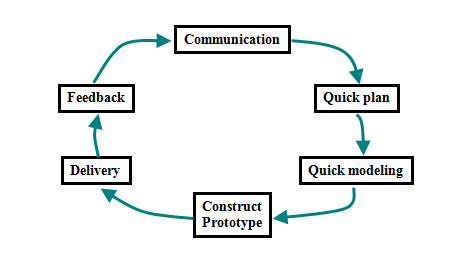 Communication
Quick plan
Quick modeling
Construct
Prototype
Delivery
Feedback